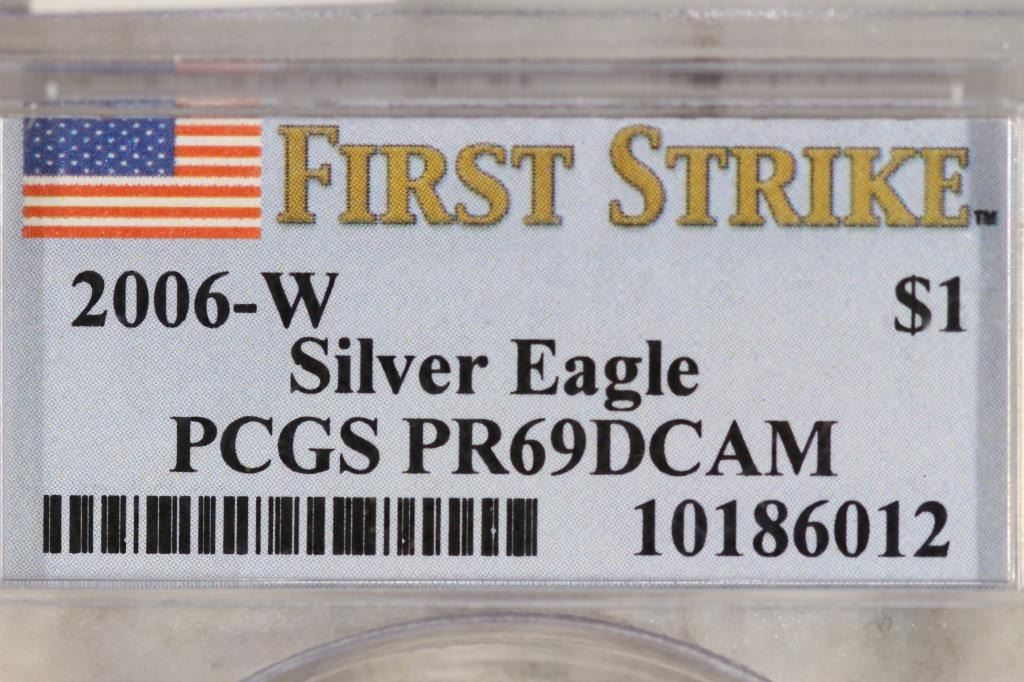 FIRST STRIKE™
2006-W $1
Silver Eagle
PCGS PR69DCAM
10186012